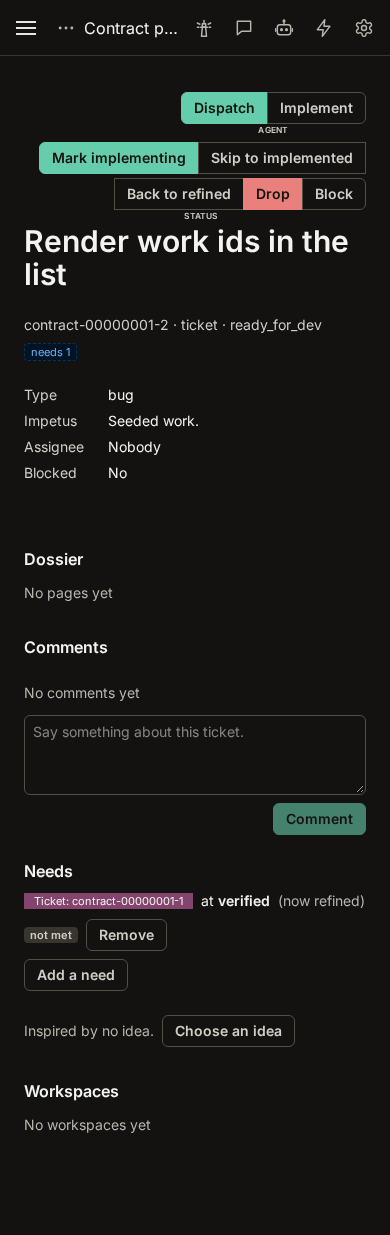 Contract p...
Dispatch Implement
AGENT
Mark implementing Skip to implemented
Back to refined Drop Block
STATUS
Render work ids in the
list
contract-00000001-2 · ticket · ready_for_dev
needs 1
Type bug
Impetus Seeded work.
Assignee Nobody
Blocked No
Dossier
No pages yet
Comments
No comments yet
Say something about this ticket.
Comment
Needs
Ticket: contract-00000001-1 at verified (now refined)
not met Remove
Add a need
Inspired by no idea. Choose an idea
Workspaces
No workspaces yet